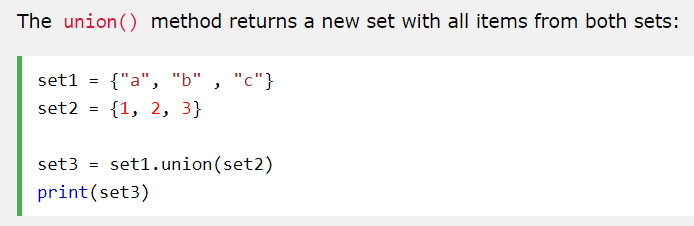 The union() method returns a new set with all items from both sets:
set1 = {"a", "b" , "c"}
set2 = {1, 2, 3}
set3 = set1.union(set2)
print(set3)